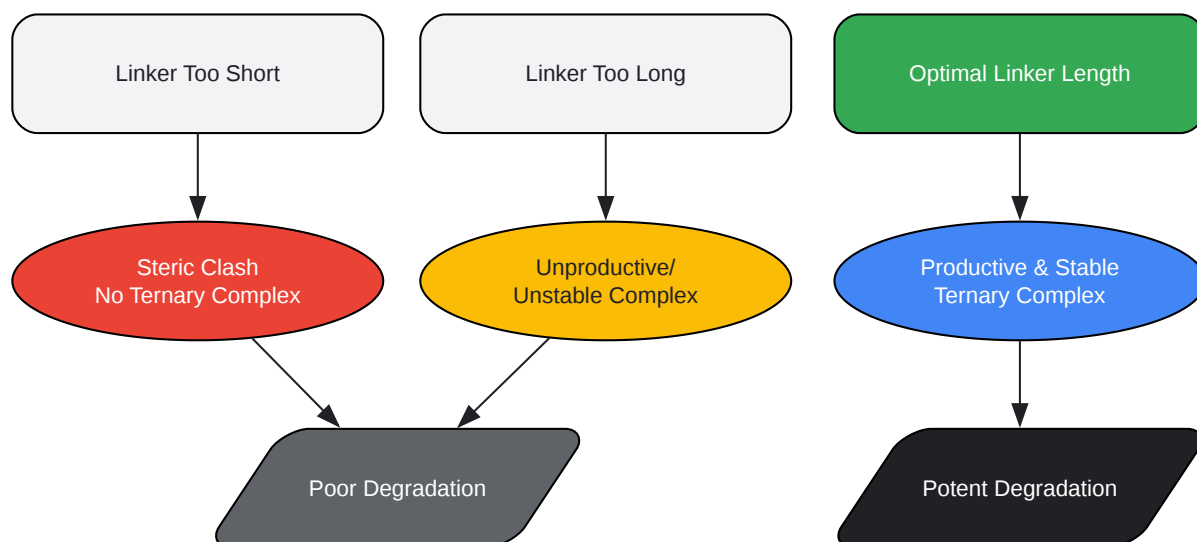 Linker Too Short
Linker Too Long
Optimal Linker Length
Steric Clash
No Ternary Complex
Unproductive/
Unstable Complex
Productive & Stable
Ternary Complex
Poor Degradation
Potent Degradation